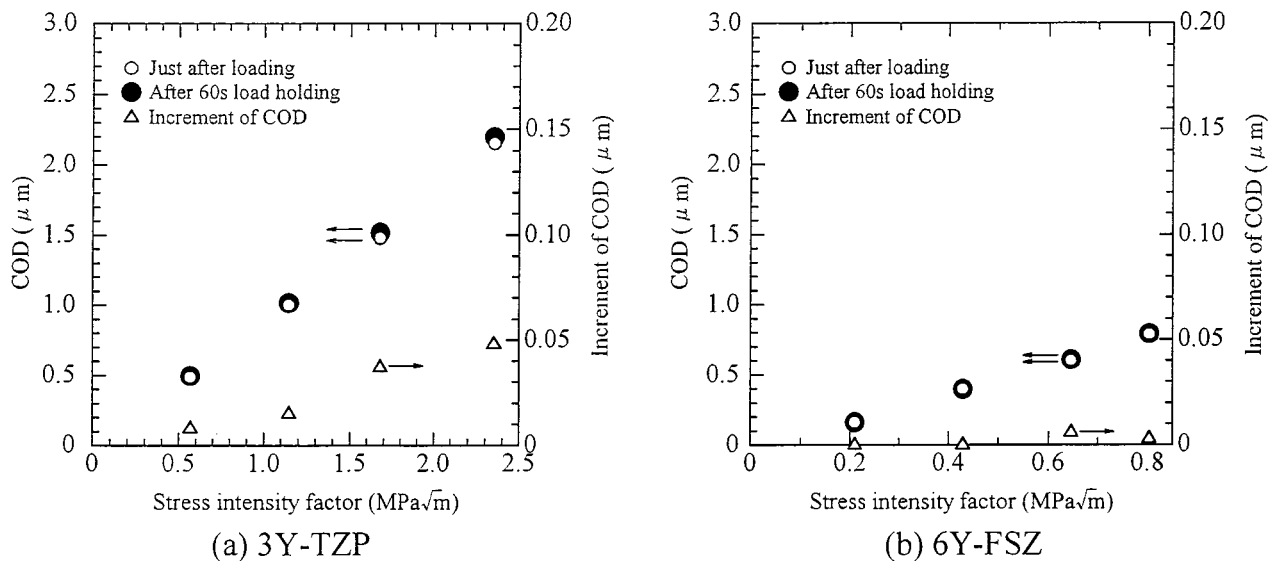 3.0
2.5
2.0
1.5
1.0
0.5
0
COD ( μ m)
0.20
0.15
0.10
0.05
0
Increment of COD ( μ m)
○ Just after loading
● After 60s load holding
△ Increment of COD
0
0.5
1.0
1.5
2.0
2.5
Stress intensity factor (MPa√m)
(a) 3Y-TZP
3.0
2.5
2.0
1.5
1.0
0.5
0
COD ( μ m)
0.20
0.15
0.10
0.05
0
Increment of COD ( μ m)
○ Just after loading
● After 60s load holding
△ Increment of COD
0
0.2
0.4
0.6
0.8
Stress intensity factor (MPa√m)
(b) 6Y-FSZ